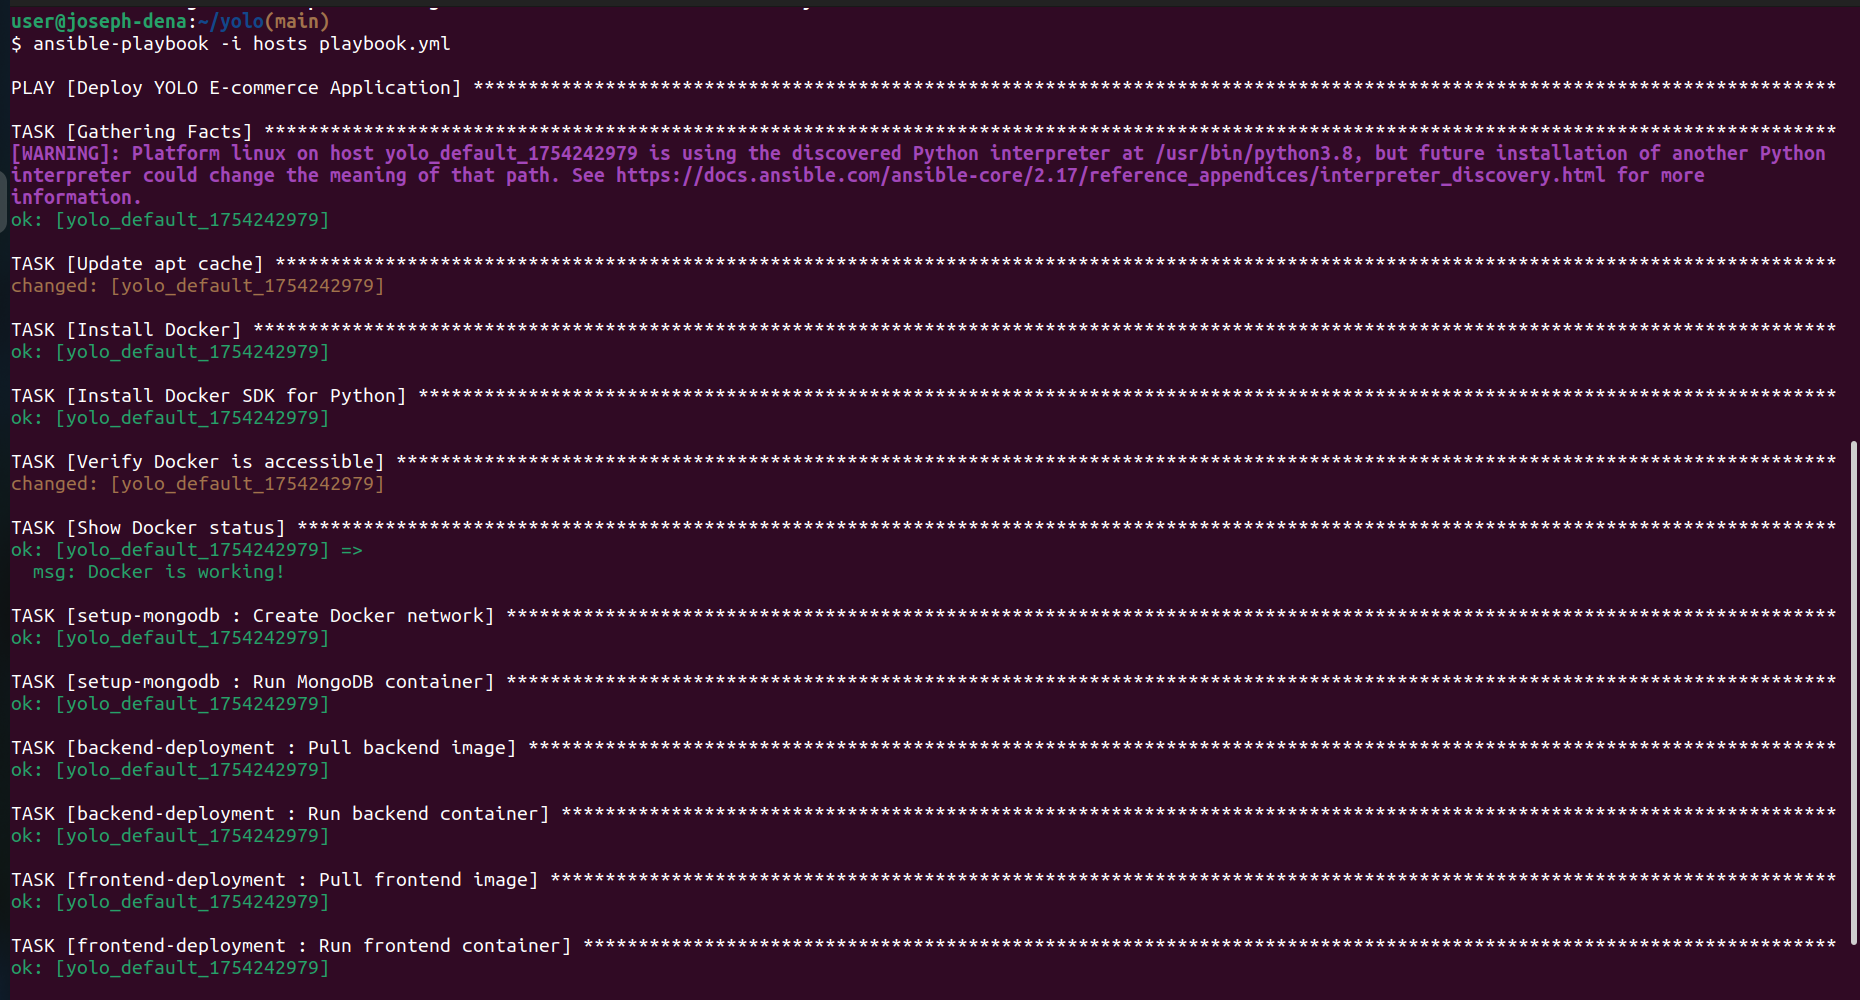 user@joseph-dena:~/yolo(main)
$ ansible-playbook -i hosts playbook.yml
PLAY [Deploy YOLO E-commerce Application] ****************************************************************************************************************************
TASK [Gathering Facts] ***********************************************************************************************************************************************
[WARNING]: Platform linux on host yolo_default_1754242979 is using the discovered Python interpreter at /usr/bin/python3.8, but future installation of another Python
interpreter could change the meaning of that path. See https://docs.ansible.com/ansible-core/2.17/reference_appendices/interpreter_discovery.html for more
information.
ok: [yolo_default_1754242979]
TASK [Update apt cache] **********************************************************************************************************************************************
changed: [yolo_default_1754242979]
TASK [Install Docker] ************************************************************************************************************************************************
ok: [yolo_default_1754242979]
TASK [Install Docker SDK for Python] *********************************************************************************************************************************
ok: [yolo_default_1754242979]
TASK [Verify Docker is accessible] ***********************************************************************************************************************************
changed: [yolo_default_1754242979]
TASK [Show Docker status] ********************************************************************************************************************************************
ok: [yolo_default_1754242979] =>
  msg: Docker is working!
TASK [setup-mongodb : Create Docker network] *************************************************************************************************************************
ok: [yolo_default_1754242979]
TASK [setup-mongodb : Run MongoDB container] *************************************************************************************************************************
ok: [yolo_default_1754242979]
TASK [backend-deployment : Pull backend image] ***********************************************************************************************************************
ok: [yolo_default_1754242979]
TASK [backend-deployment : Run backend container] ********************************************************************************************************************
ok: [yolo_default_1754242979]
TASK [frontend-deployment : Pull frontend image] *********************************************************************************************************************
ok: [yolo_default_1754242979]
TASK [frontend-deployment : Run frontend container] ******************************************************************************************************************
ok: [yolo_default_1754242979]